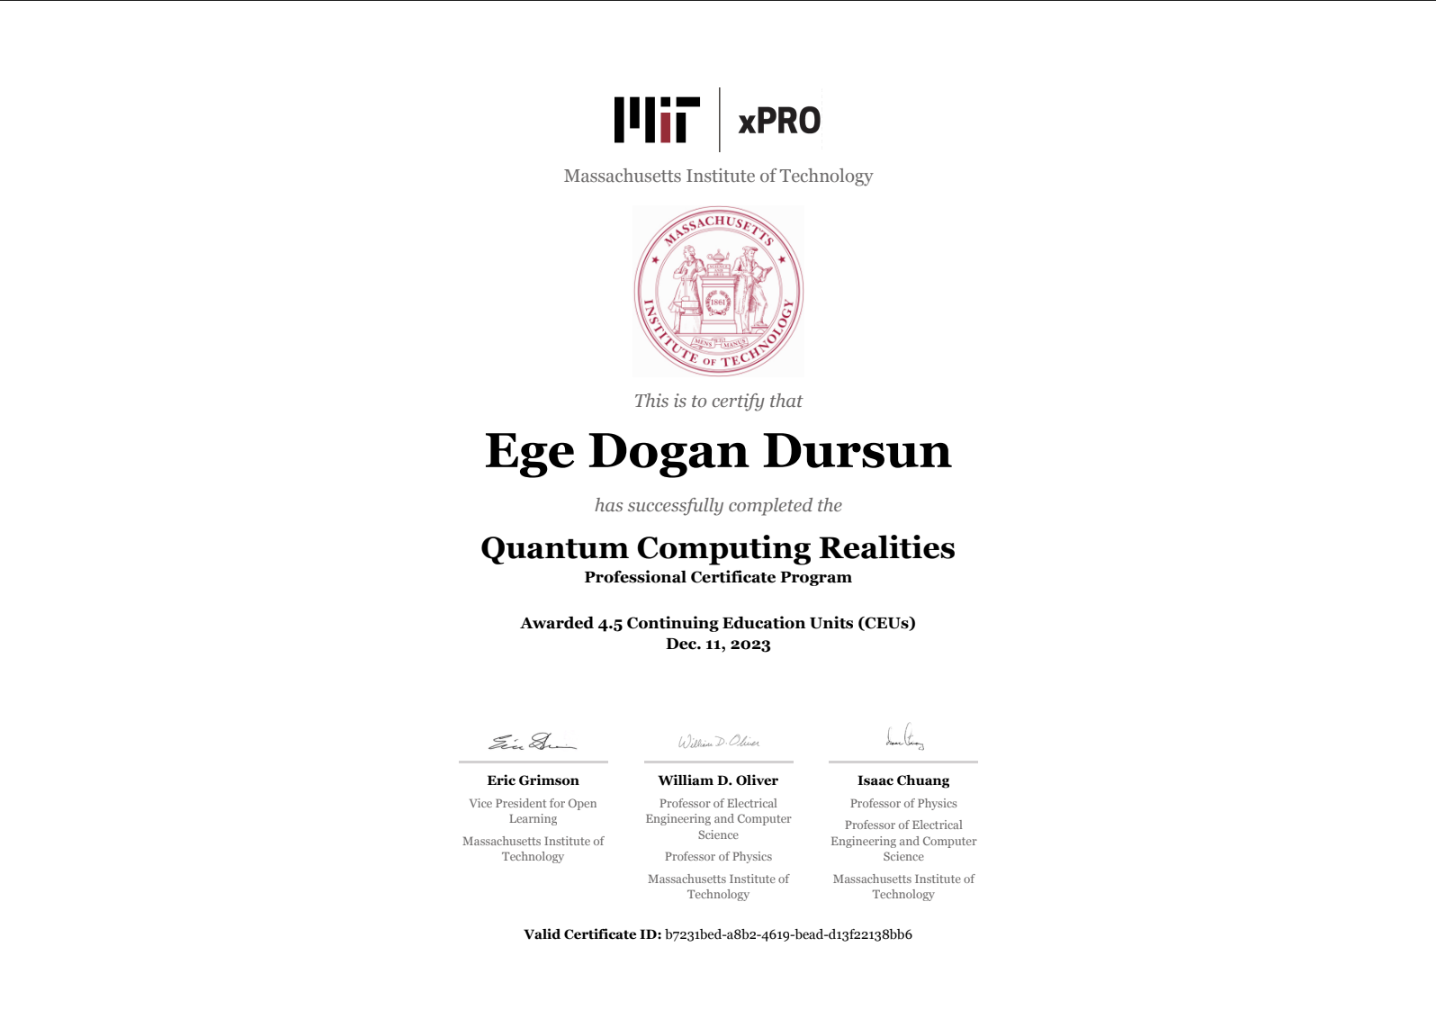 MIT xPRO
Massachusetts Institute of Technology
MASSACHUSETTS
INSTITUTE OF TECHNOLOGY
1861
MENS ET MANUS
This is to certify that
Ege Dogan Dursun
has successfully completed the
Quantum Computing Realities
Professional Certificate Program
Awarded 4.5 Continuing Education Units (CEUs)
Dec. 11, 2023
William D. Oliver
Eric Grimson
Vice President for Open
Learning
Massachusetts Institute of
Technology
William D. Oliver
Professor of Electrical
Engineering and Computer
Science
Professor of Physics
Massachusetts Institute of
Technology
Isaac Chuang
Professor of Physics
Professor of Electrical
Engineering and Computer
Science
Massachusetts Institute of
Technology
Valid Certificate ID: b7231bed-a8b2-4619-bead-d13f22138bb6